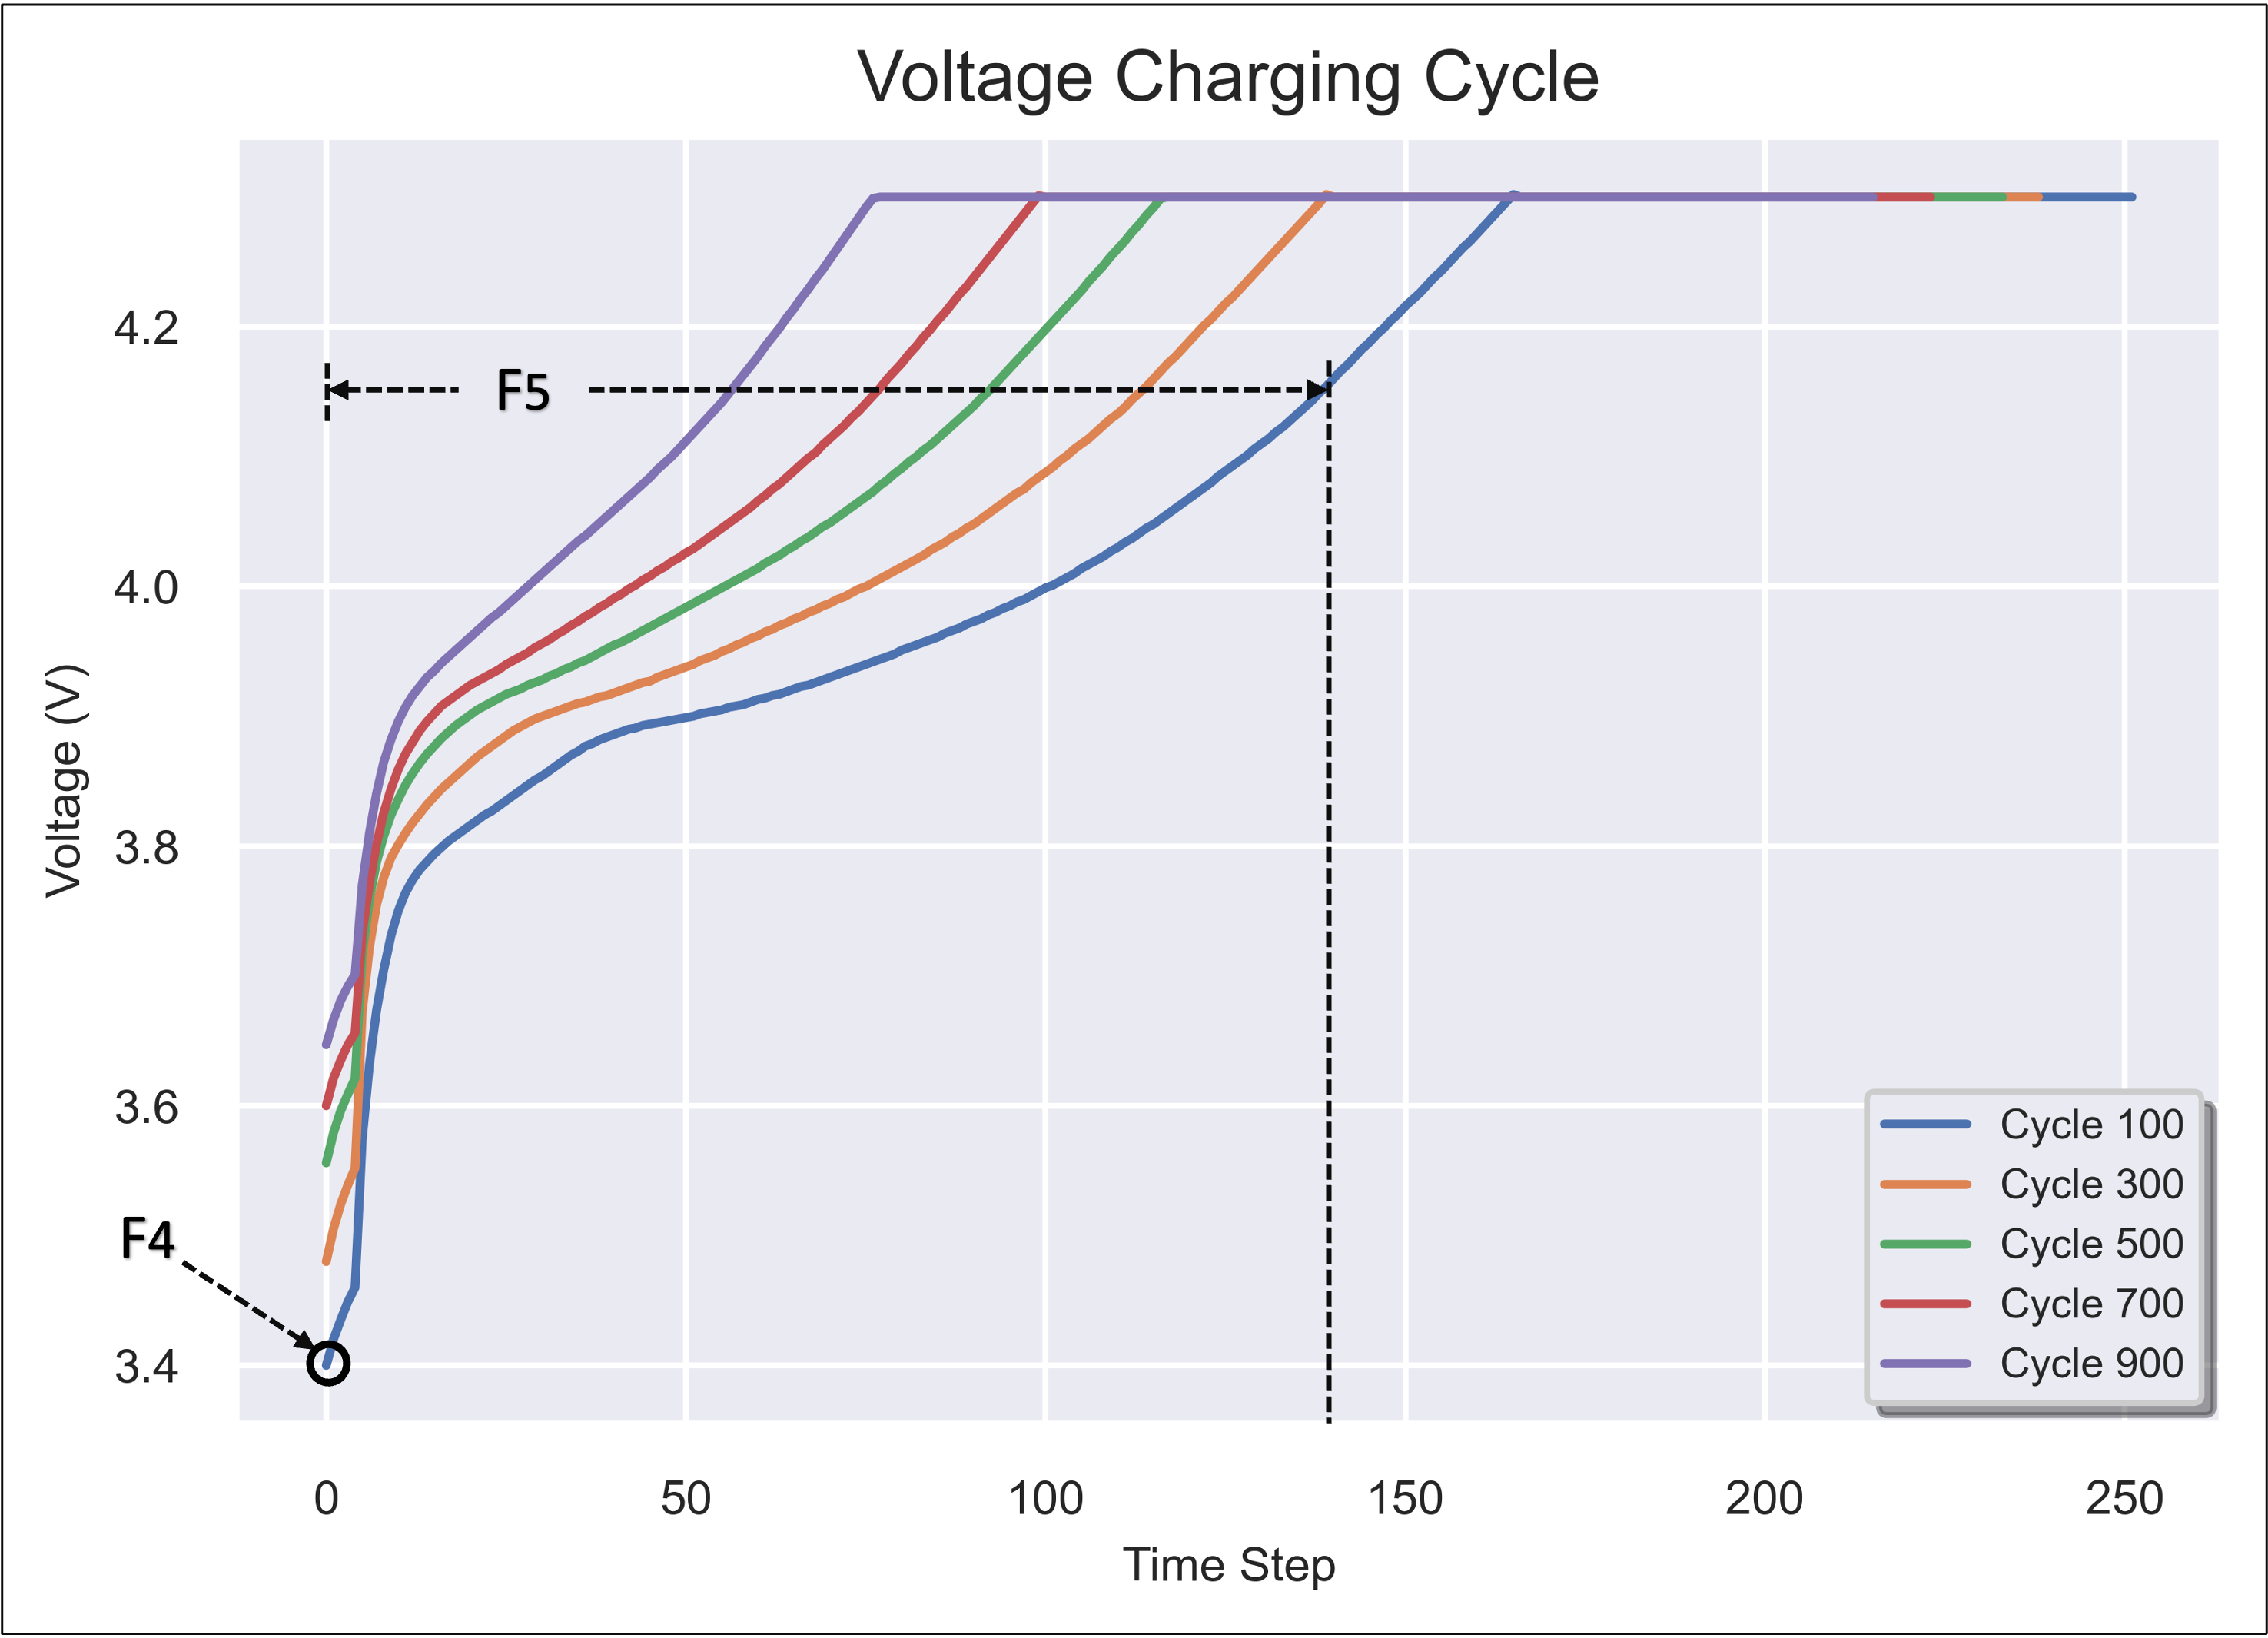 Voltage Charging Cycle
Voltage (V)
4.2
4.0
3.8
3.6
3.4
F5
F4
Cycle 100
Cycle 300
Cycle 500
Cycle 700
Cycle 900
0 50 100 150 200 250
Time Step